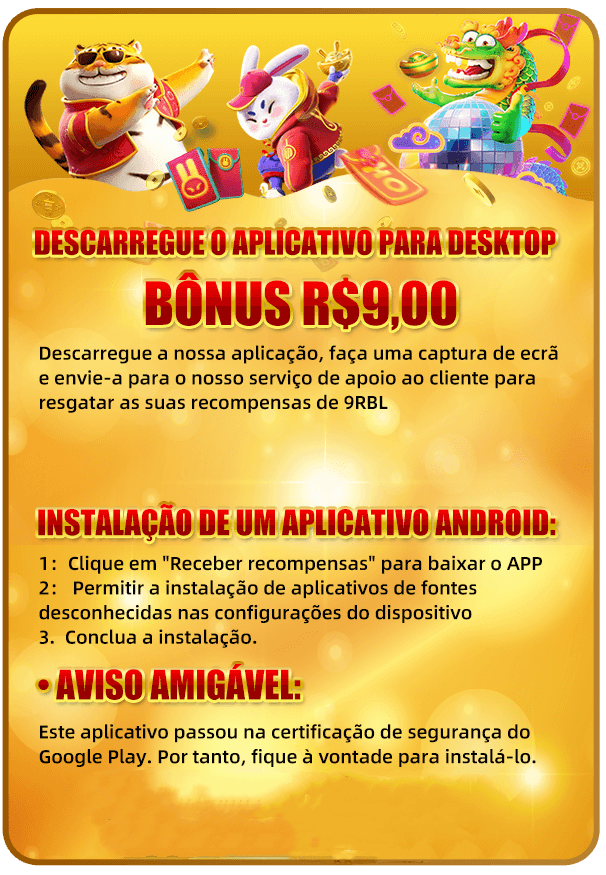 DESCARREGUE O APLICATIVO PARA DESKTOP
BÔNUS R$9,00
Descarregue a nossa aplicação, faça uma captura de ecrã
e envie-a para o nosso serviço de apoio ao cliente para
resgatar as suas recompensas de 9RBL
INSTALAÇÃO DE UM APLICATIVO ANDROID:
1：Clique em "Receber recompensas" para baixar o APP
2： Permitir a instalação de aplicativos de fontes
desconhecidas nas configurações do dispositivo
3. Conclua a instalação.
• AVISO AMIGÁVEL:
Este aplicativo passou na certificação de segurança do
Google Play. Por tanto, fique à vontade para instalá-lo.